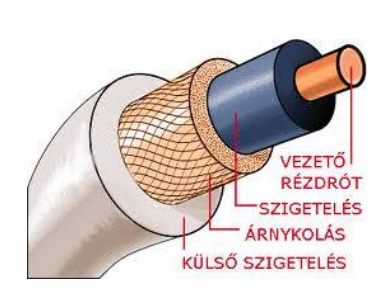 VEZETŐ
RÉZDRÓT
SZIGETELÉS
ÁRNYKOLÁS
KÜLSŐ SZIGETELÉS